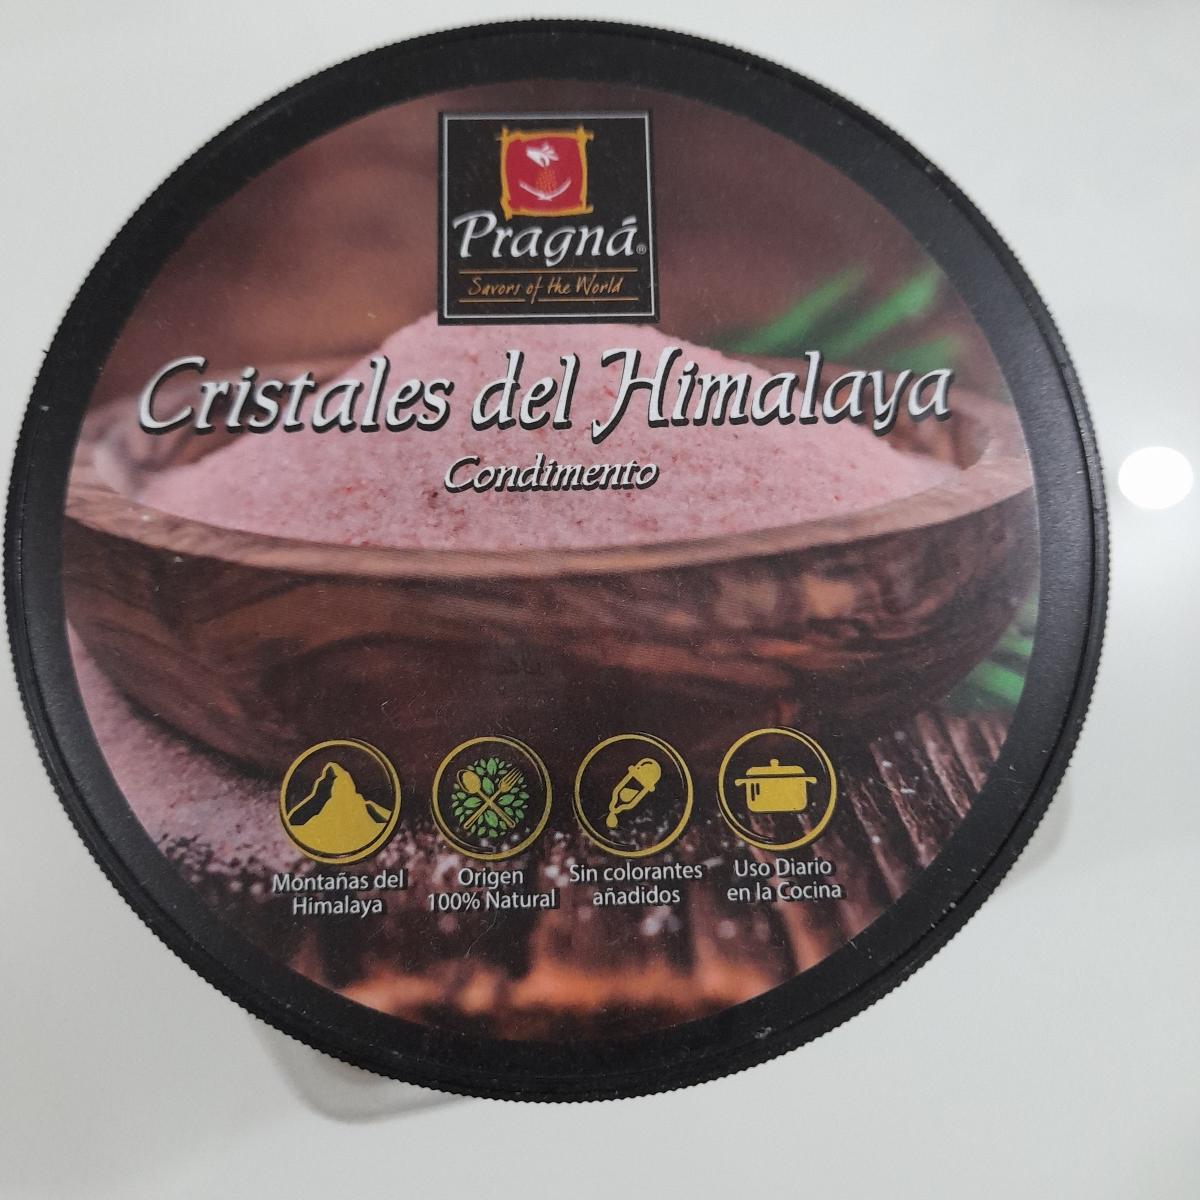 Pragná®
Savors of the World
Cristales del Himalaya
Condimento
Montañas del
Himalaya
Origen
100% Natural
Sin colorantes
añadidos
Uso Diario
en la Cocina